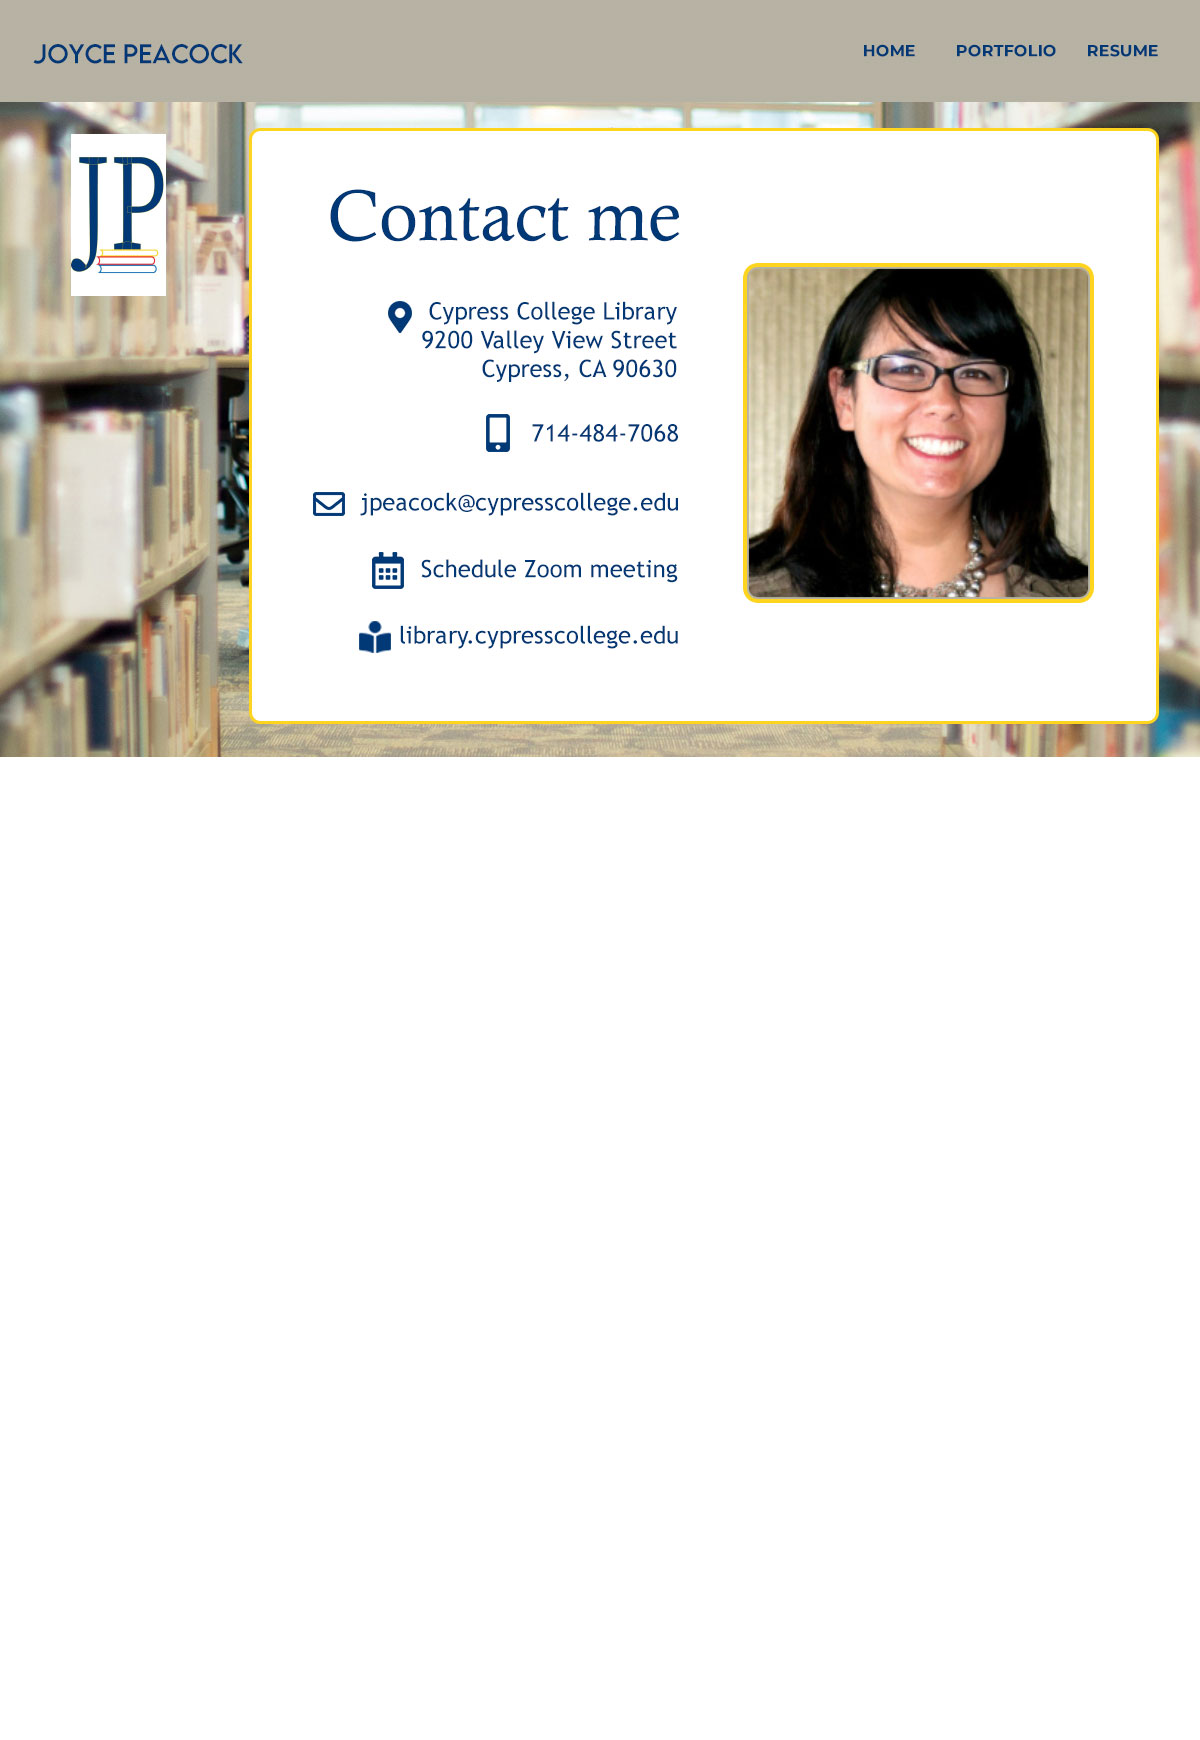 JOYCE PEACOCK
HOME PORTFOLIO RESUME
JP
Contact me
Cypress College Library
9200 Valley View Street
Cypress, CA 90630
714-484-7068
jpeacock@cypresscollege.edu
Schedule Zoom meeting
library.cypresscollege.edu